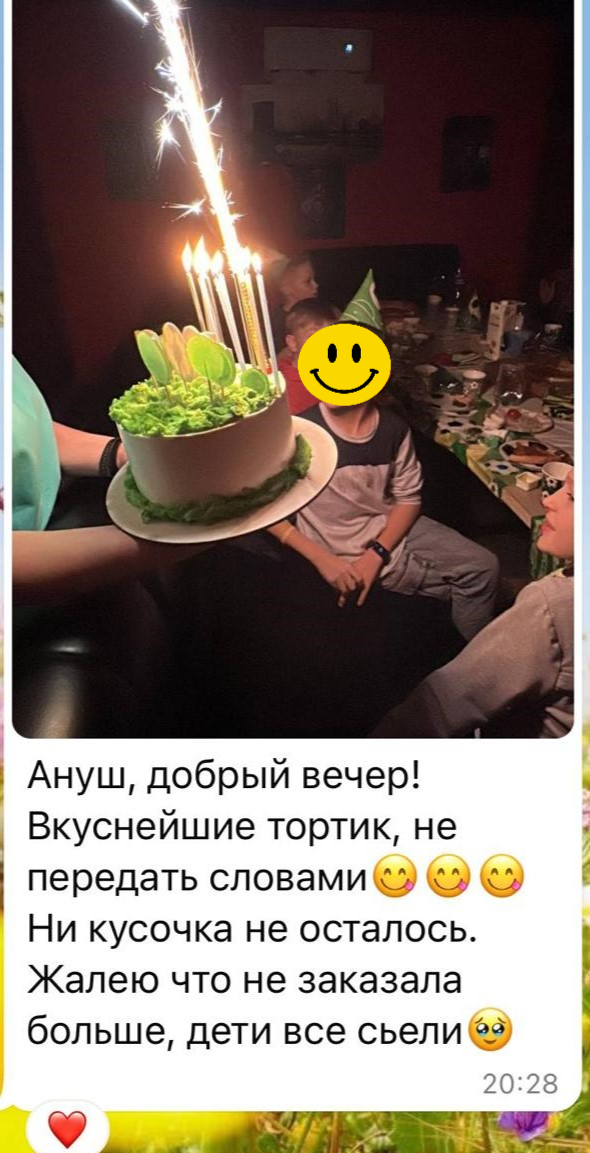 Ануш, добрый вечер!
Вкуснейшие тортик, не
передать словами😋😋😋
Ни кусочка не осталось.
Жалею что не заказала
больше, дети все сьели🥹
20:28